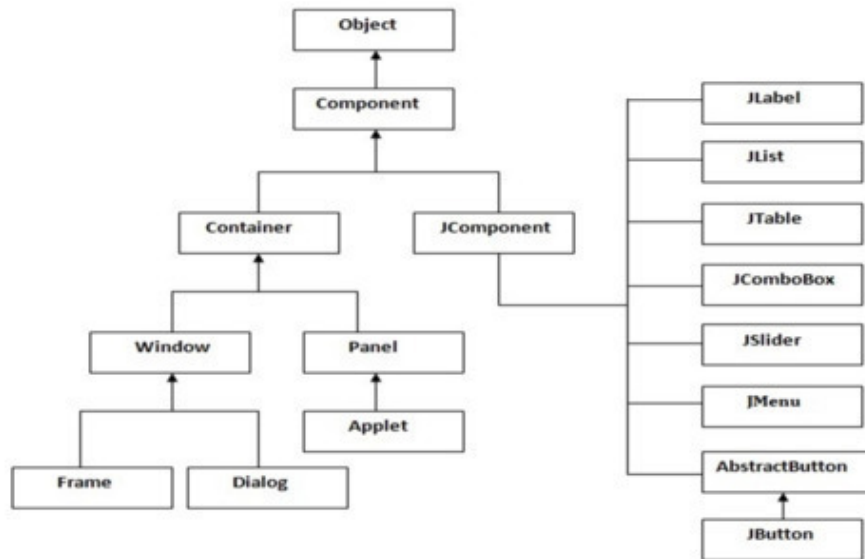 Object
Component
Container
JComponent
Window
Panel
Applet
Frame
Dialog
JLabel
JList
JTable
JComboBox
JSlider
JMenu
AbstractButton
JButton